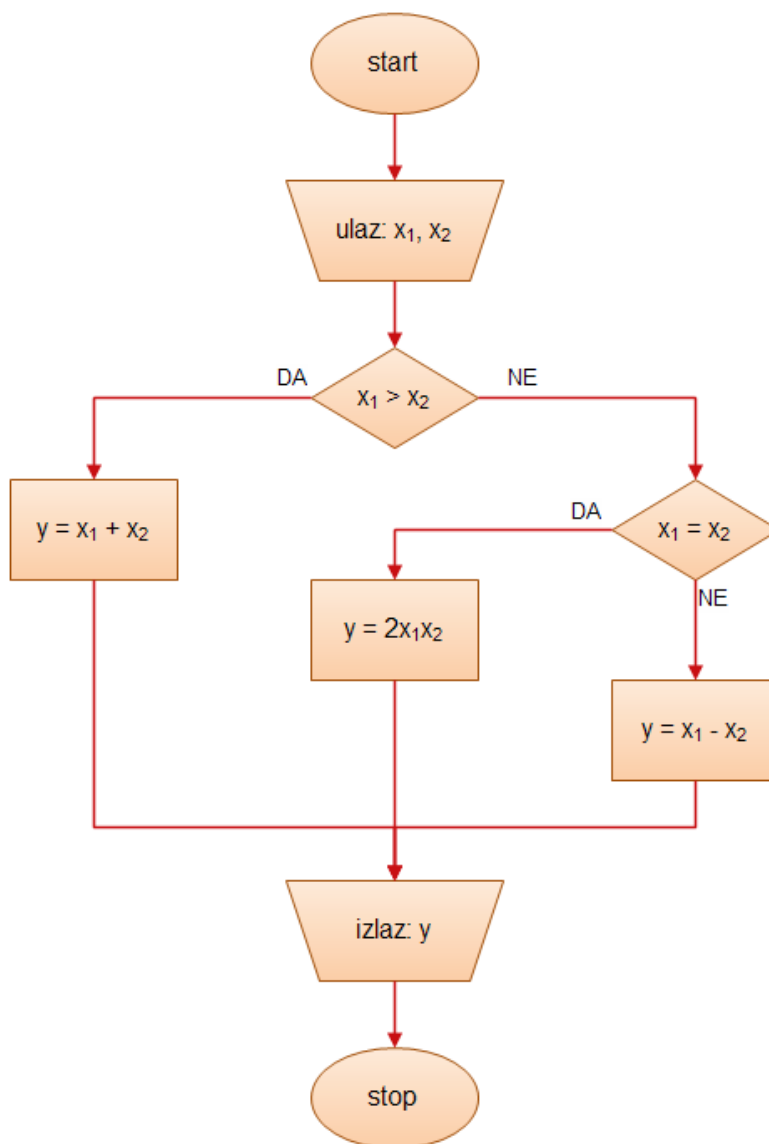 start
ulaz: x₁, x₂
DA
NE
x₁ > x₂
y = x₁ + x₂
DA
x₁ = x₂
NE
y = 2x₁x₂
y = x₁ - x₂
izlaz: y
stop